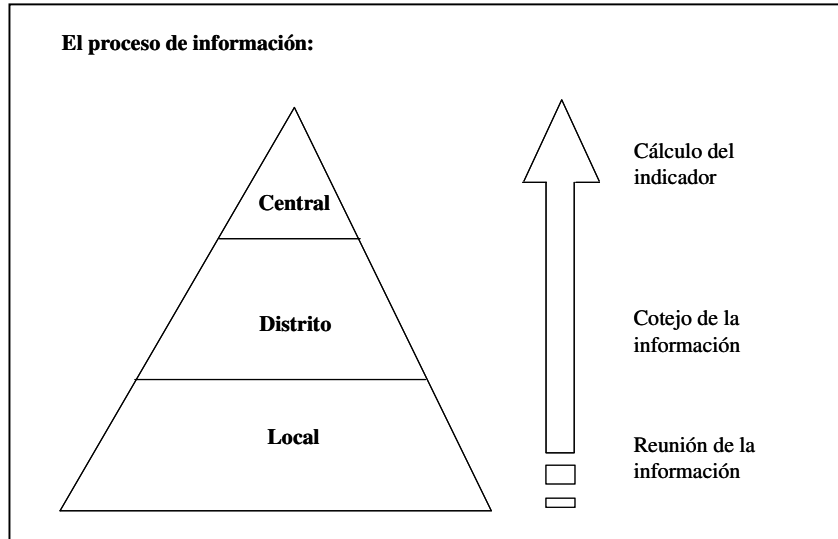 El proceso de información:
Central
Distrito
Local
Cálculo del
indicador
Cotejo de la
información
Reunión de la
información